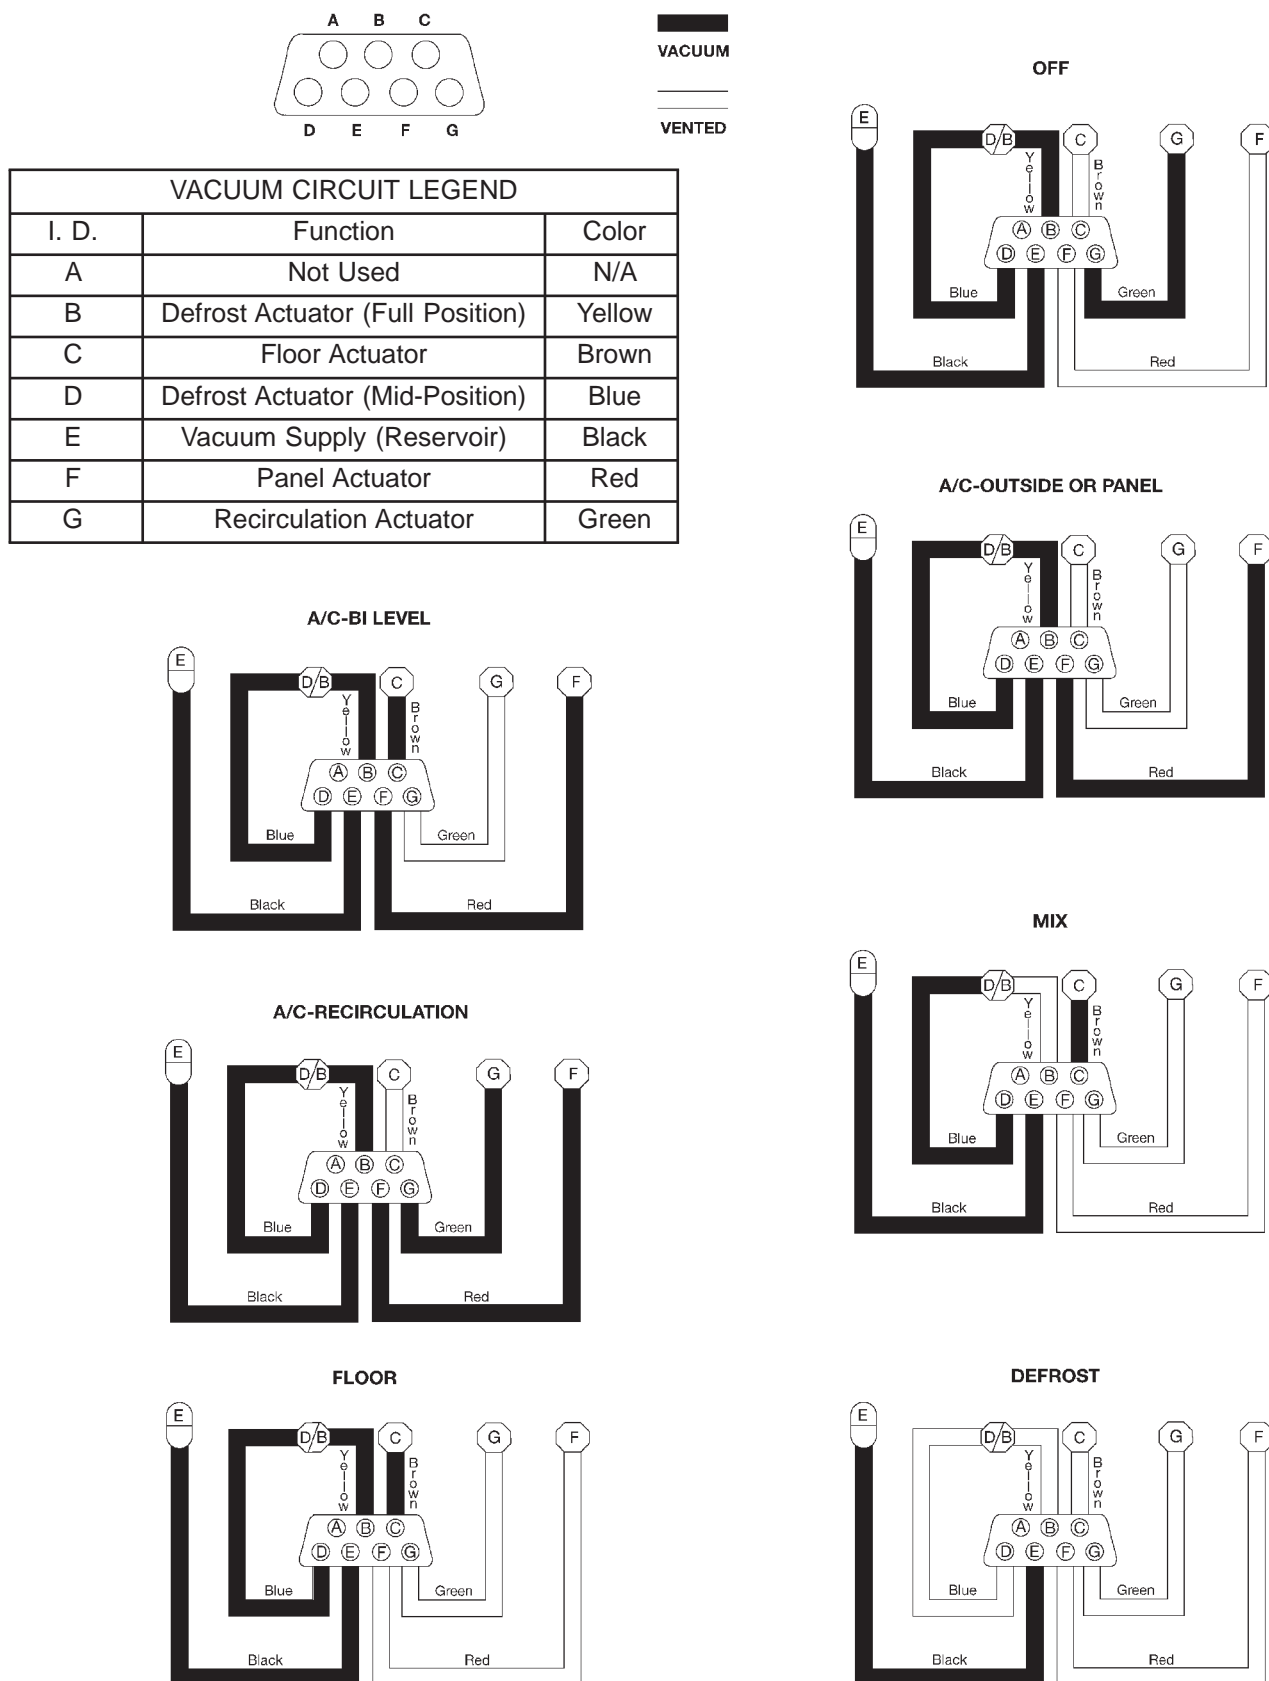 A B C
D E F G
VACUUM
VENTED
VACUUM CIRCUIT LEGEND
I. D. Function Color
A Not Used N/A
B Defrost Actuator (Full Position) Yellow
C Floor Actuator Brown
D Defrost Actuator (Mid-Position) Blue
E Vacuum Supply (Reservoir) Black
F Panel Actuator Red
G Recirculation Actuator Green
OFF
E D/B C G F
Yellow Brown
A B C
D E F G
Blue Green
Black Red
A/C-OUTSIDE OR PANEL
E D/B C G F
Yellow Brown
A B C
D E F G
Blue Green
Black Red
A/C-BI LEVEL
E D/B C G F
Yellow Brown
A B C
D E F G
Blue Green
Black Red
MIX
E D/B C G F
Yellow Brown
A B C
D E F G
Blue Green
Black Red
A/C-RECIRCULATION
E D/B C G F
Yellow Brown
A B C
D E F G
Blue Green
Black Red
FLOOR
E D/B C G F
Yellow Brown
A B C
D E F G
Blue Green
Black Red
DEFROST
E D/B C G F
Yellow Brown
A B C
D E F G
Blue Green
Black Red